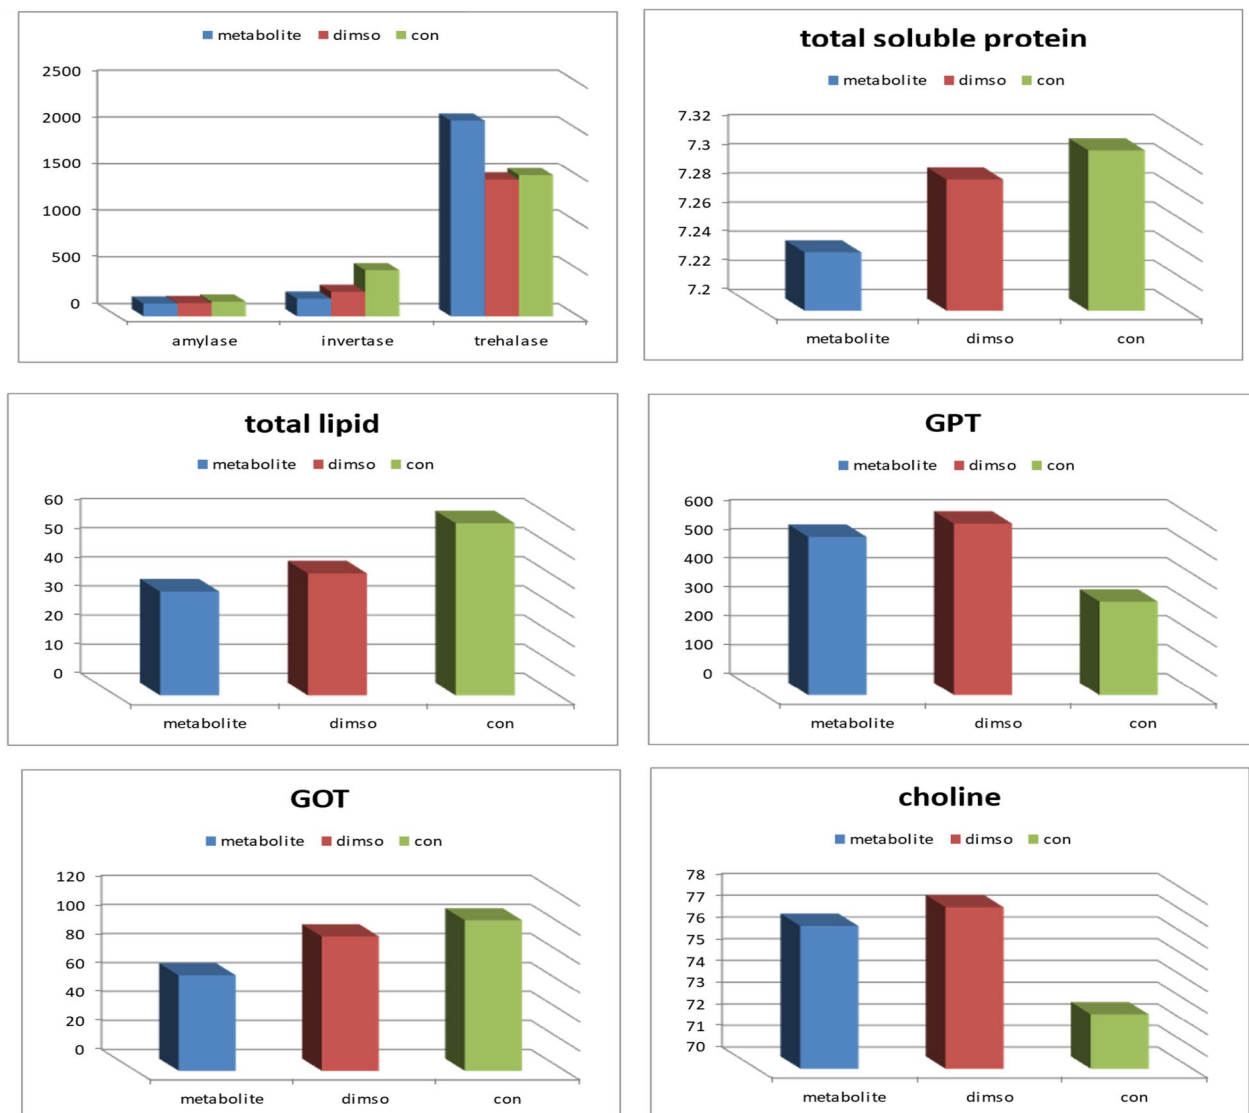 metabolite dimso con
2500
2000
1500
1000
500
0
amylase invertase trehalase
total soluble protein
metabolite dimso con
7.32
7.3
7.28
7.26
7.24
7.22
7.2
metabolite dimso con
total lipid
metabolite dimso con
60
50
40
30
20
10
0
metabolite dimso con
GPT
metabolite dimso con
600
500
400
300
200
100
0
metabolite dimso con
GOT
metabolite dimso con
120
100
80
60
40
20
0
metabolite dimso con
choline
metabolite dimso con
78
77
76
75
74
73
72
71
70
metabolite dimso con